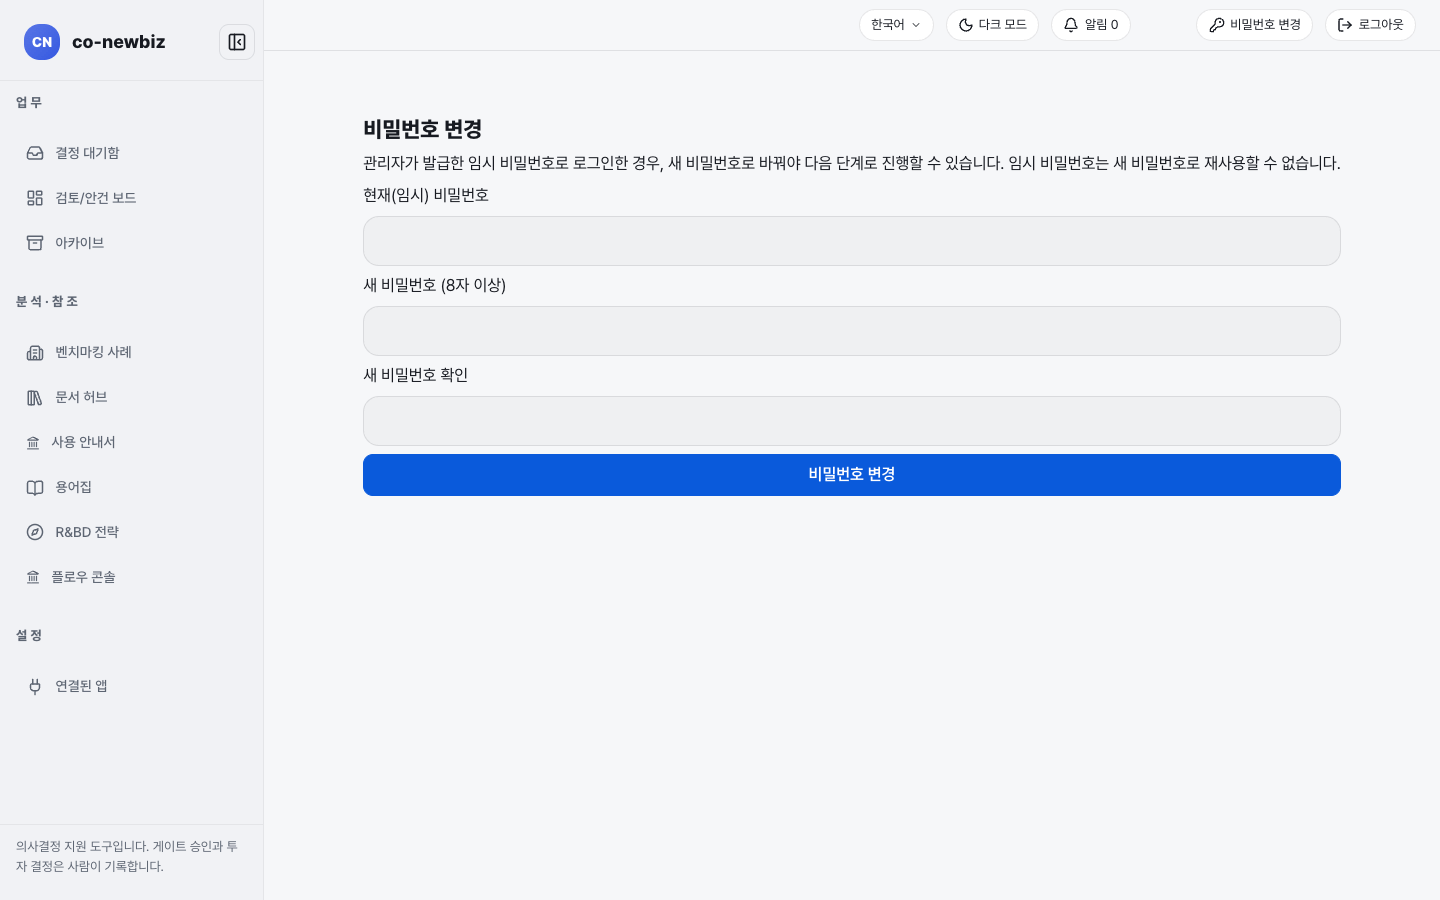 CN
co-newbiz
한국어
다크 모드
알림 0
비밀번호 변경
로그아웃
업무
결정 대기함
검토/안건 보드
아카이브
분석·참조
벤치마킹 사례
문서 허브
사용 안내서
용어집
R&BD 전략
플로우 콘솔
설정
연결된 앱
의사결정 지원 도구입니다. 게이트 승인과 투
자 결정은 사람이 기록합니다.
비밀번호 변경
관리자가 발급한 임시 비밀번호로 로그인한 경우, 새 비밀번호로 바꿔야 다음 단계로 진행할 수 있습니다. 임시 비밀번호는 새 비밀번호로 재사용할 수 없습니다.
현재(임시) 비밀번호
새 비밀번호 (8자 이상)
새 비밀번호 확인
비밀번호 변경